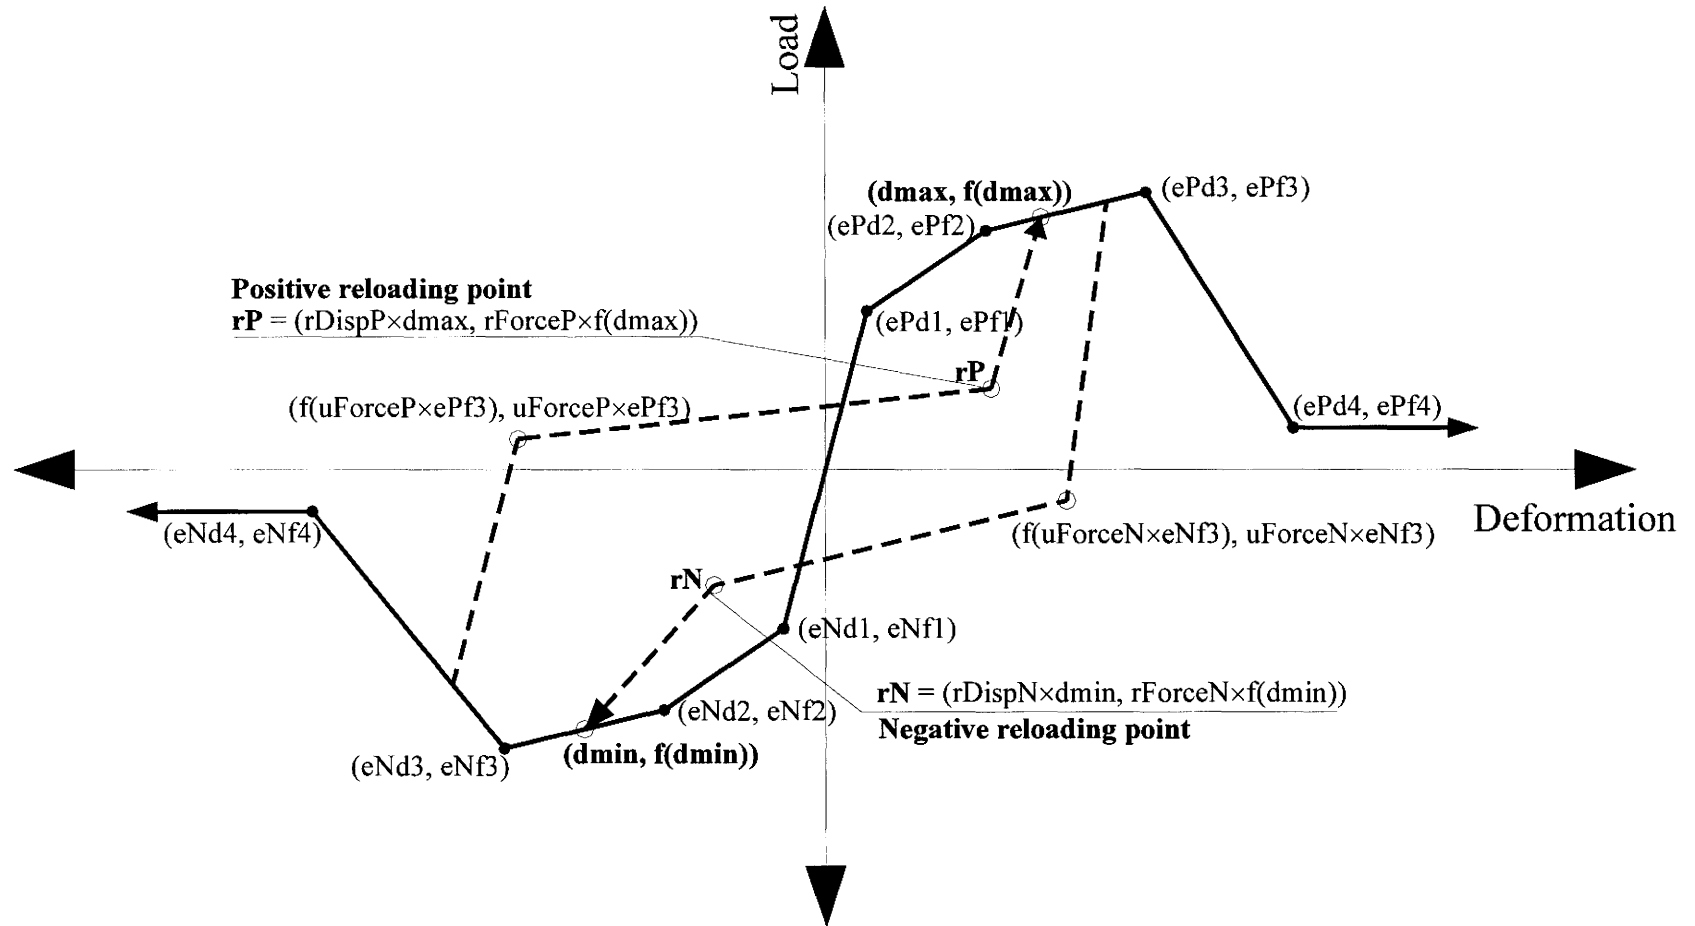 Load
(dmax, f(dmax))
(ePd3, ePf3)
(ePd2, ePf2)
Positive reloading point
rP = (rDispP×dmax, rForceP×f(dmax))
(ePd1, ePf1)
rP
(f(uForceP×ePf3), uForceP×ePf3)
(ePd4, ePf4)
Deformation
(eNd4, eNf4)
(f(uForceN×eNf3), uForceN×eNf3)
rN
(eNd1, eNf1)
rN = (rDispN×dmin, rForceN×f(dmin))
(eNd2, eNf2)
Negative reloading point
(dmin, f(dmin))
(eNd3, eNf3)